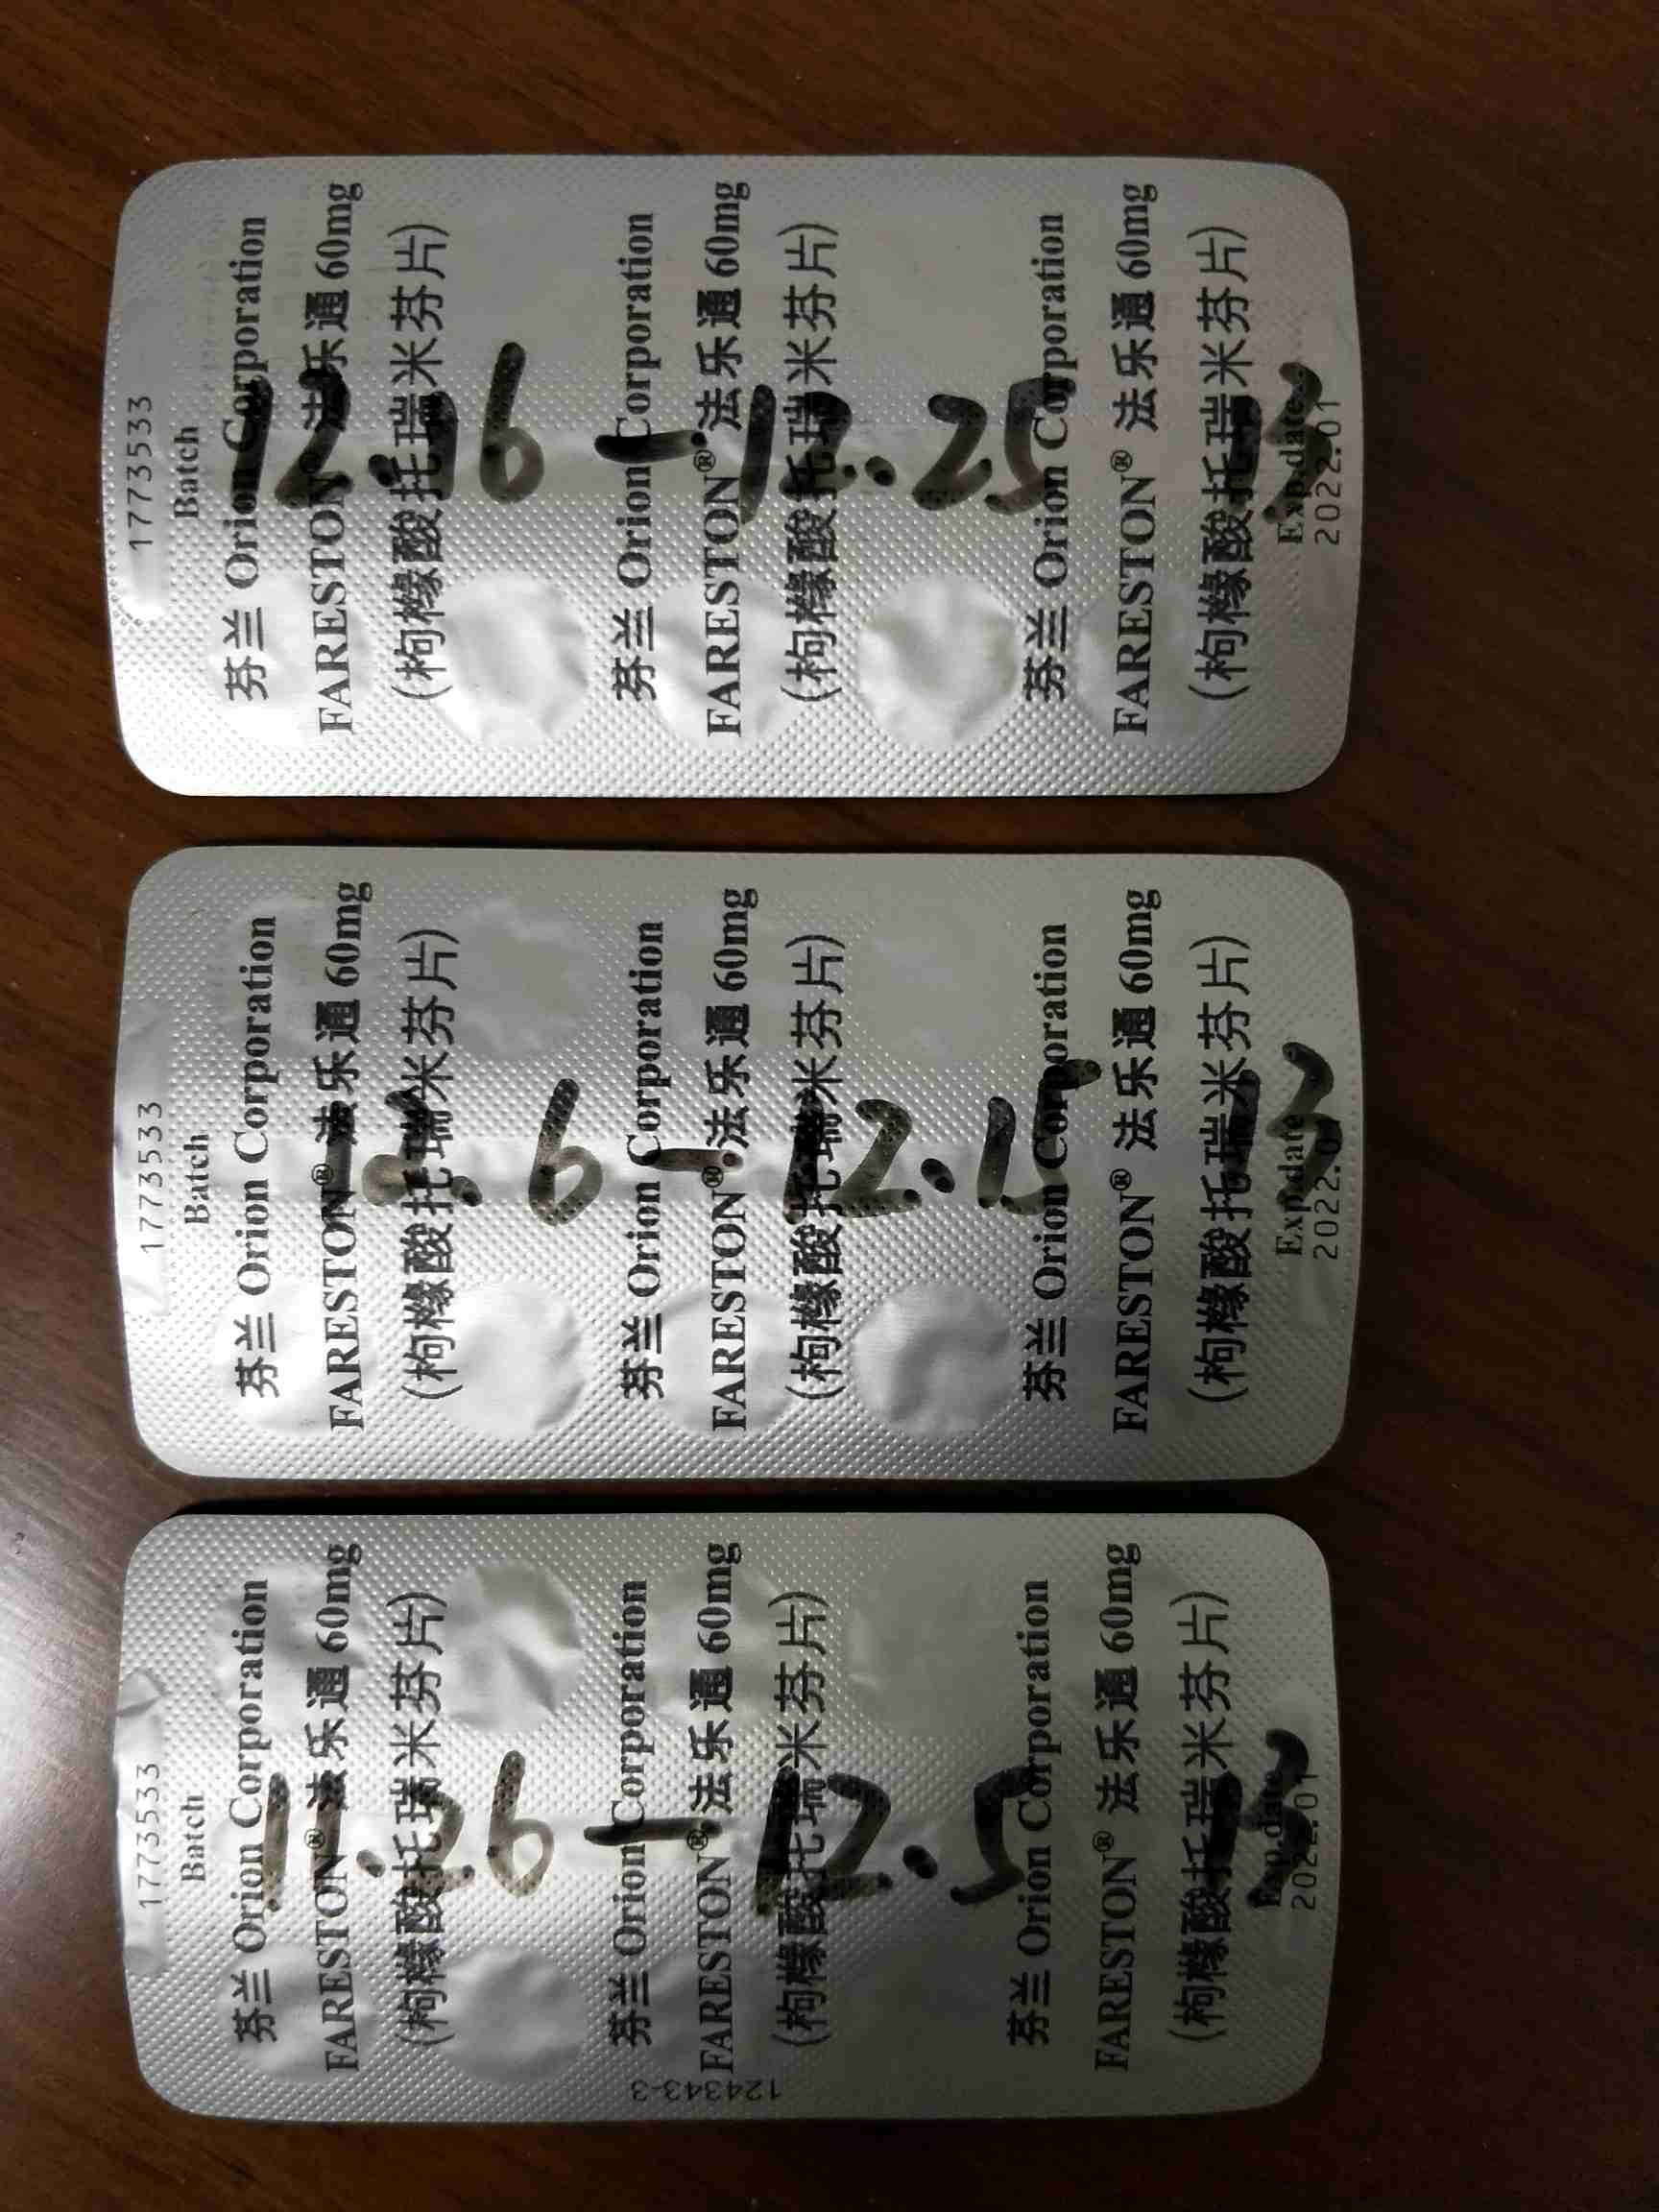 1773533
Batch
芬兰 Orion Corporation
FARESTON® 法乐通 60mg
(枸橼酸托瑞米芬片)
芬兰 Orion Corporation
FARESTON® 法乐通 60mg
(枸橼酸托瑞米芬片)
芬兰 Orion Corporation
FARESTON® 法乐通 60mg
(枸橼酸托瑞米芬片)
Exp.date
2022.01
12.16-12.25
13
1773533
Batch
芬兰 Orion Corporation
FARESTON® 法乐通 60mg
(枸橼酸托瑞米芬片)
芬兰 Orion Corporation
FARESTON® 法乐通 60mg
(枸橼酸托瑞米芬片)
芬兰 Orion Corporation
FARESTON® 法乐通 60mg
(枸橼酸托瑞米芬片)
Exp.date
2022.01
12.6-12.15
13
1773533
Batch
芬兰 Orion Corporation
FARESTON® 法乐通 60mg
(枸橼酸托瑞米芬片)
芬兰 Orion Corporation
FARESTON® 法乐通 60mg
(枸橼酸托瑞米芬片)
芬兰 Orion Corporation
FARESTON® 法乐通 60mg
(枸橼酸托瑞米芬片)
Exp.date
2022.01
11.26-12.5
124343-3